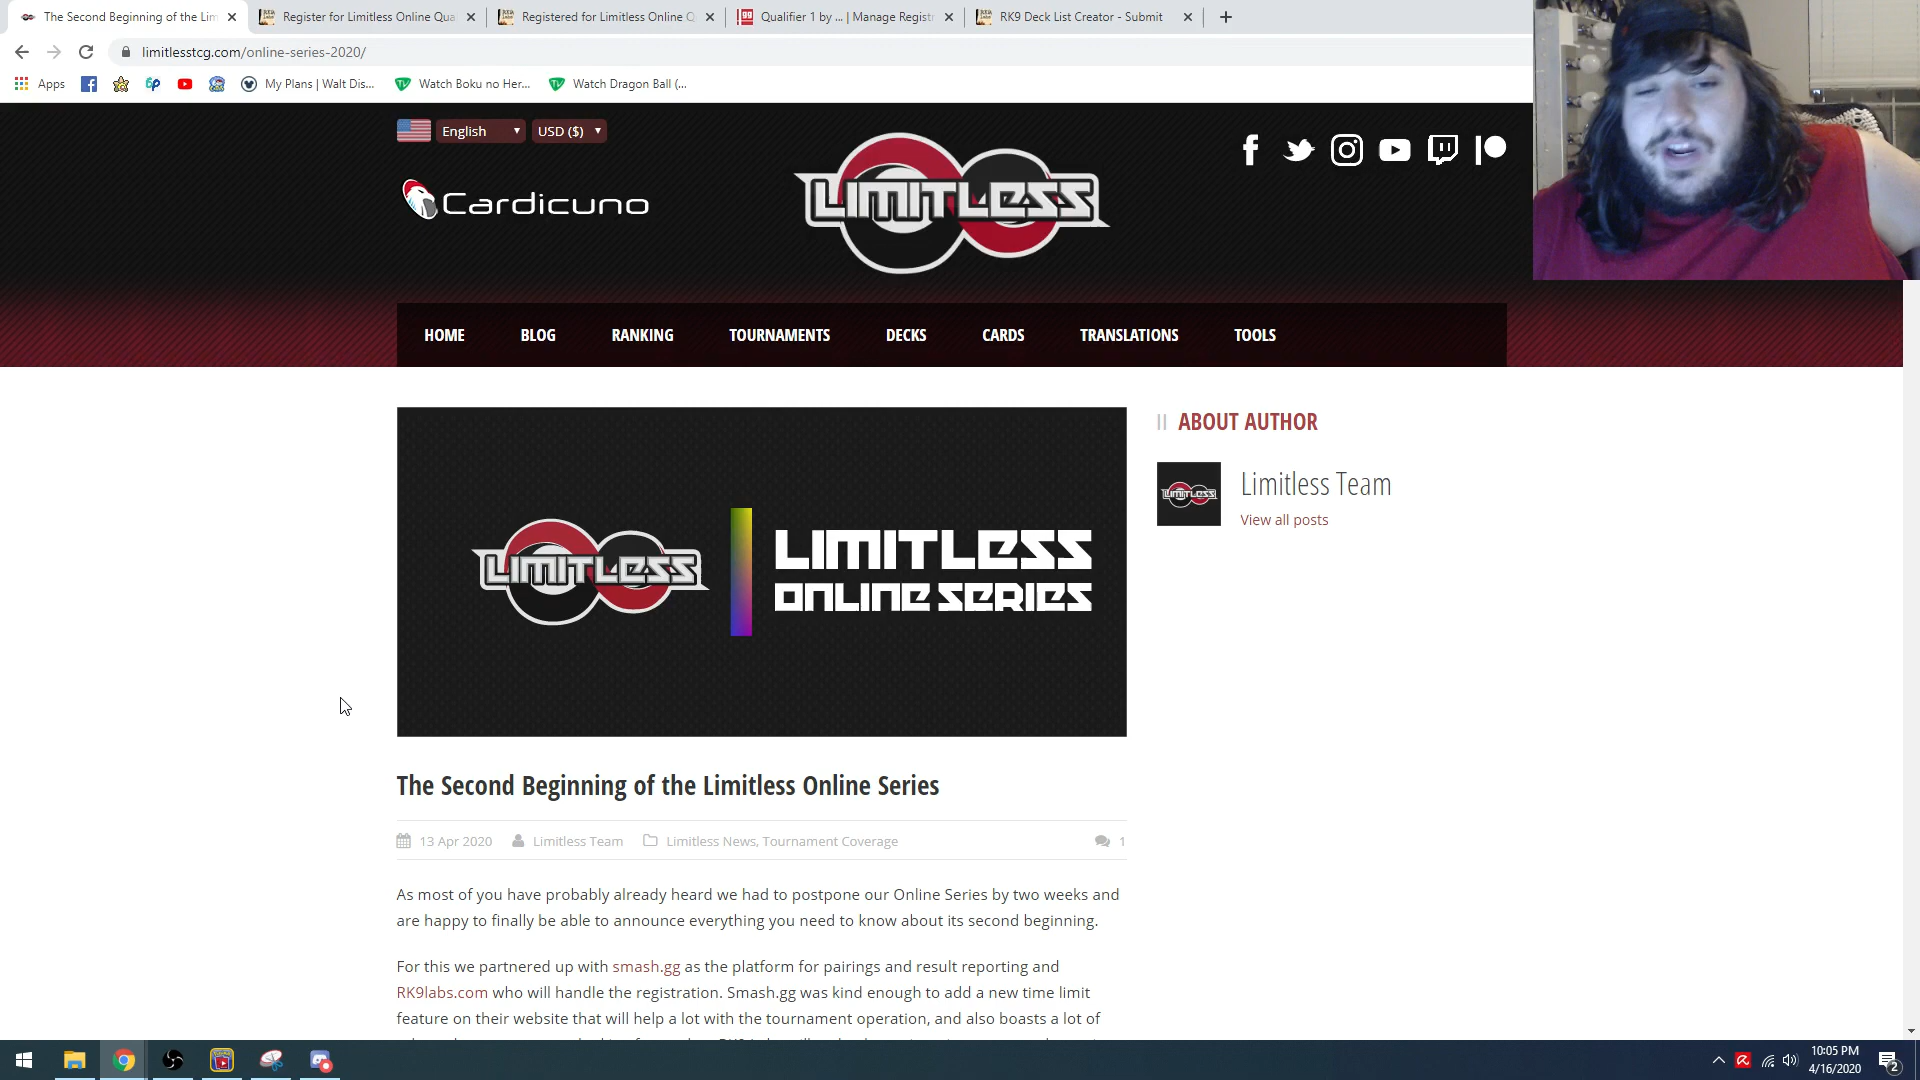 The Second Beginning of the Lim
Register for Limitless Online Qua
Registered for Limitless Online Q
Qualifier 1 by ... | Manage Registr
RK9 Deck List Creator - Submit
limitlesstcg.com/online-series-2020/
Apps
My Plans | Walt Dis...
Watch Boku no Her...
Watch Dragon Ball (...
English
USD ($)
Cardicuno
LIMITLESS
HOME
BLOG
RANKING
TOURNAMENTS
DECKS
CARDS
TRANSLATIONS
TOOLS
LIMITLESS
LIMITLESS
ONLINE SERIES
ABOUT AUTHOR
LIMITLESS
Limitless Team
View all posts
The Second Beginning of the Limitless Online Series
13 Apr 2020
Limitless Team
Limitless News, Tournament Coverage
1
As most of you have probably already heard we had to postpone our Online Series by two weeks and
are happy to finally be able to announce everything you need to know about its second beginning.
For this we partnered up with smash.gg as the platform for pairings and result reporting and
RK9labs.com who will handle the registration. Smash.gg was kind enough to add a new time limit
feature on their website that will help a lot with the tournament operation, and also boasts a lot of
10:05 PM
4/16/2020
2